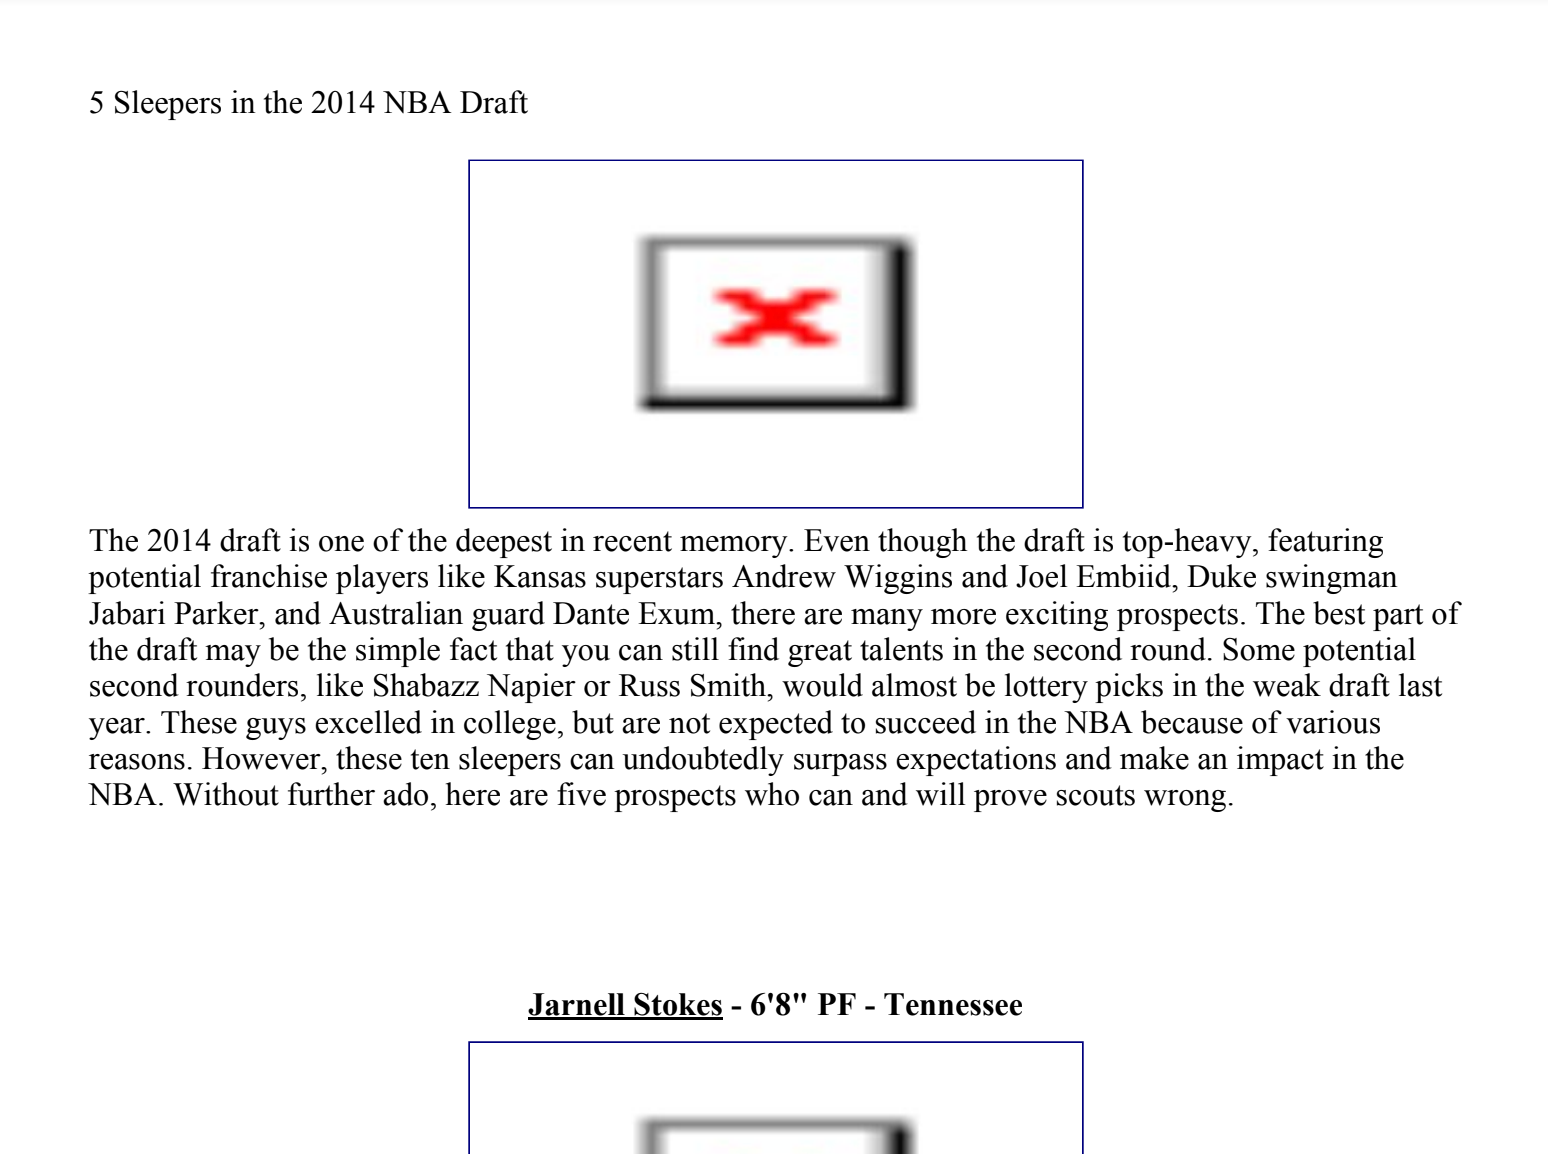 5 Sleepers in the 2014 NBA Draft
The 2014 draft is one of the deepest in recent memory. Even though the draft is top-heavy, featuring
potential franchise players like Kansas superstars Andrew Wiggins and Joel Embiid, Duke swingman
Jabari Parker, and Australian guard Dante Exum, there are many more exciting prospects. The best part of
the draft may be the simple fact that you can still find great talents in the second round. Some potential
second rounders, like Shabazz Napier or Russ Smith, would almost be lottery picks in the weak draft last
year. These guys excelled in college, but are not expected to succeed in the NBA because of various
reasons. However, these ten sleepers can undoubtedly surpass expectations and make an impact in the
NBA. Without further ado, here are five prospects who can and will prove scouts wrong.
Jarnell Stokes - 6'8" PF - Tennessee